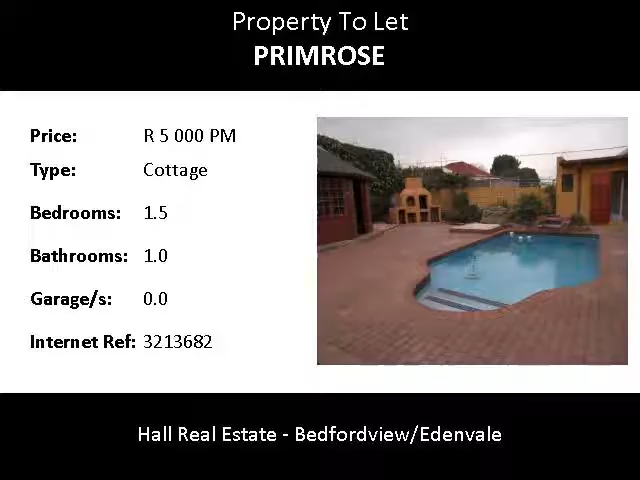 Property To Let
PRIMROSE
Price: R 5 000 PM
Type: Cottage
Bedrooms: 1.5
Bathrooms: 1.0
Garage/s: 0.0
Internet Ref: 3213682
Hall Real Estate - Bedfordview/Edenvale